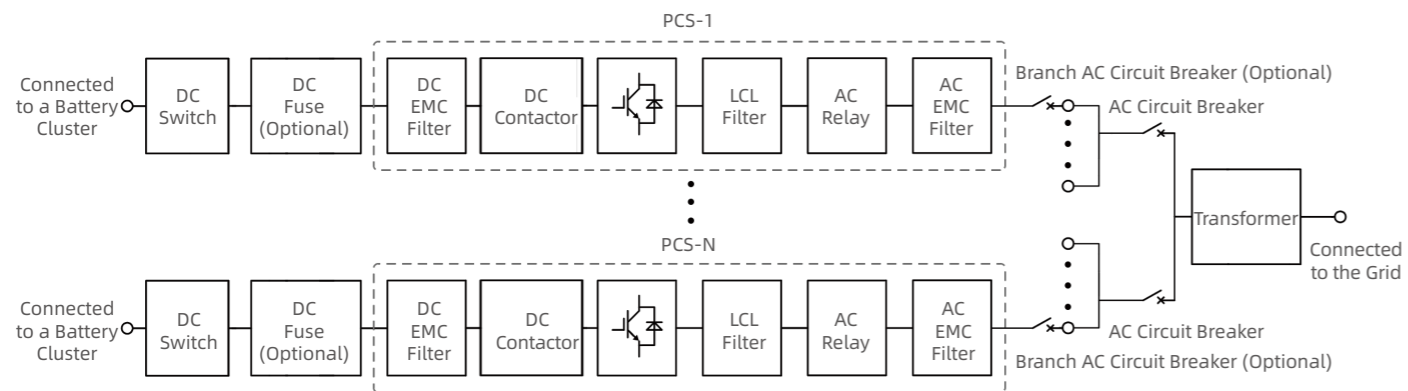 PCS-1
Connected
to a Battery
Cluster
DC
Switch
DC
Fuse
(Optional)
DC
EMC
Filter
DC
Contactor
LCL
Filter
AC
Relay
AC
EMC
Filter
Branch AC Circuit Breaker (Optional)
AC Circuit Breaker
Transformer
Connected
to the Grid
PCS-N
Connected
to a Battery
Cluster
DC
Switch
DC
Fuse
(Optional)
DC
EMC
Filter
DC
Contactor
LCL
Filter
AC
Relay
AC
EMC
Filter
AC Circuit Breaker
Branch AC Circuit Breaker (Optional)